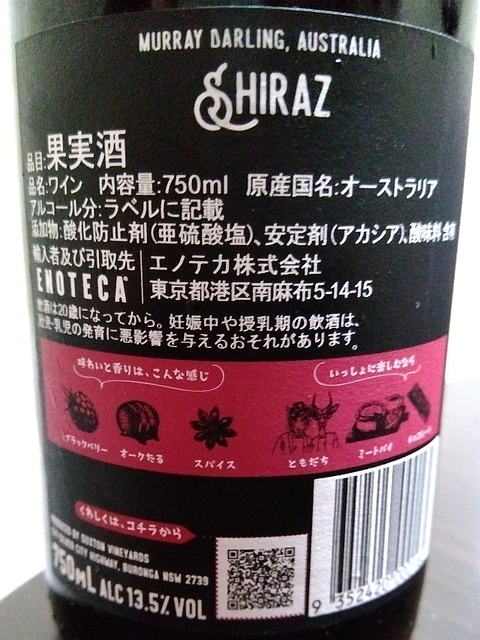 MURRAY DARLING, AUSTRALIA
SHIRAZ
品目:果実酒
品名:ワイン 内容量:750ml 原産国名:オーストラリア
アルコール分:ラベルに記載
添加物:酸化防止剤(亜硫酸塩)、安定剤(アカシア)、酸味料 含有
輸入者及び引取先 エノテカ株式会社
ENOTECA 東京都港区南麻布5-14-15
飲酒は20歳になってから。妊娠中や授乳期の飲酒は、
胎児・乳児の発育に悪影響を与えるおそれがあります。
味わいと香りは、こんな感じ いっしょに楽しむなら
ブラックベリー オークたる スパイス ともだち ミートパイ
くわしくは、コチラから
BY BUXTON VINEYARDS
CITY HIGHWAY, BURONGA NSW 2739
750mL ALC 13.5% VOL
9 352420